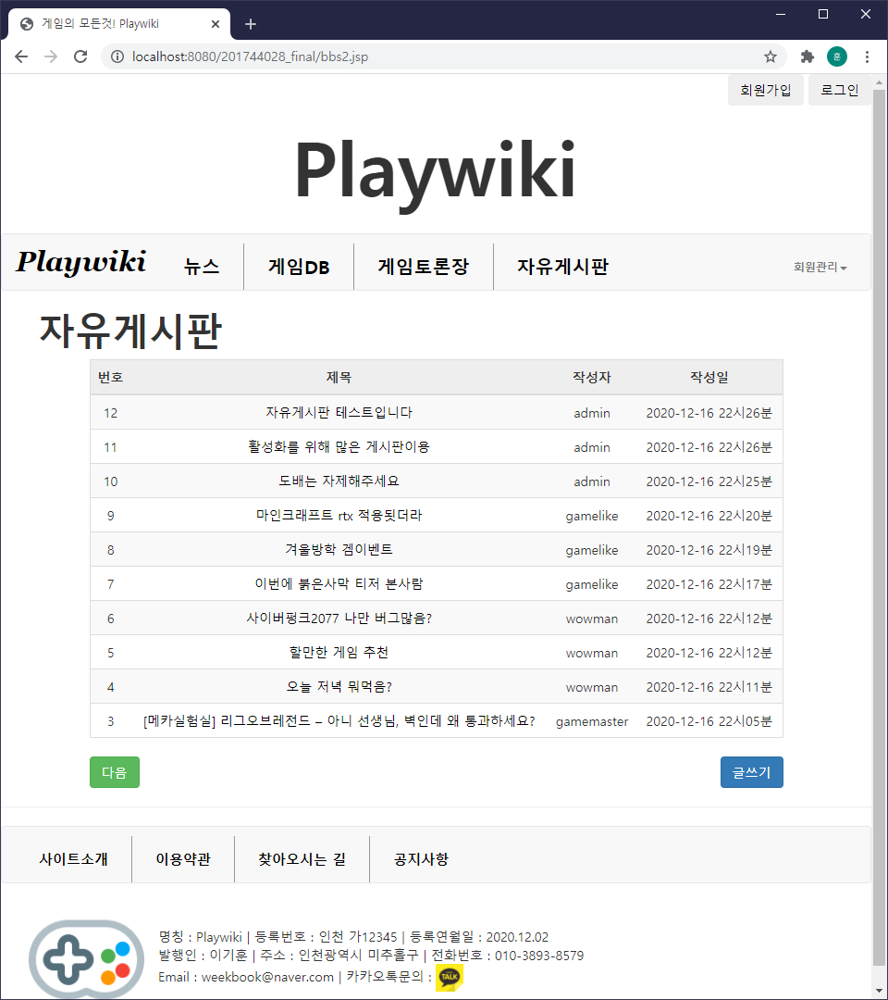 게임의 모든것! Playwiki
localhost:8080/201744028_final/bbs2.jsp
훈
회원가입 로그인
Playwiki
Playwiki 뉴스 게임DB 게임토론장 자유게시판 회원관리
자유게시판
번호 제목 작성자 작성일
12 자유게시판 테스트입니다 admin 2020-12-16 22시26분
11 활성화를 위해 많은 게시판이용 admin 2020-12-16 22시26분
10 도배는 자제해주세요 admin 2020-12-16 22시25분
9 마인크래프트 rtx 적용됫더라 gamelike 2020-12-16 22시20분
8 겨울방학 겜이벤트 gamelike 2020-12-16 22시19분
7 이번에 붉은사막 티저 본사람 gamelike 2020-12-16 22시17분
6 사이버펑크2077 나만 버그많음? wowman 2020-12-16 22시12분
5 할만한 게임 추천 wowman 2020-12-16 22시12분
4 오늘 저녁 뭐먹음? wowman 2020-12-16 22시11분
3 [메카실험실] 리그오브레전드 – 아니 선생님, 벽인데 왜 통과하세요? gamemaster 2020-12-16 22시05분
다음 글쓰기
사이트소개 이용약관 찾아오시는 길 공지사항
명칭 : Playwiki | 등록번호 : 인천 가12345 | 등록연월일 : 2020.12.02
발행인 : 이기훈 | 주소 : 인천광역시 미추홀구 | 전화번호 : 010-3893-8579
Email : weekbook@naver.com | 카카오톡문의 : TALK